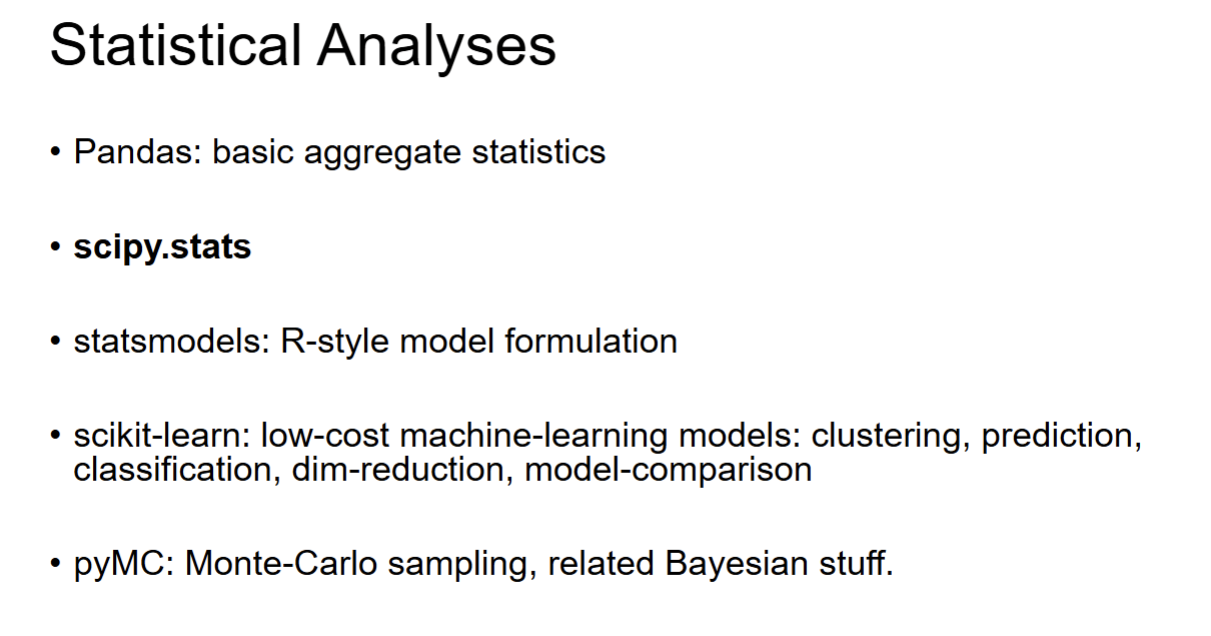 Statistical Analyses
• Pandas: basic aggregate statistics
• scipy.stats
• statsmodels: R-style model formulation
• scikit-learn: low-cost machine-learning models: clustering, prediction,
classification, dim-reduction, model-comparison
• pyMC: Monte-Carlo sampling, related Bayesian stuff.